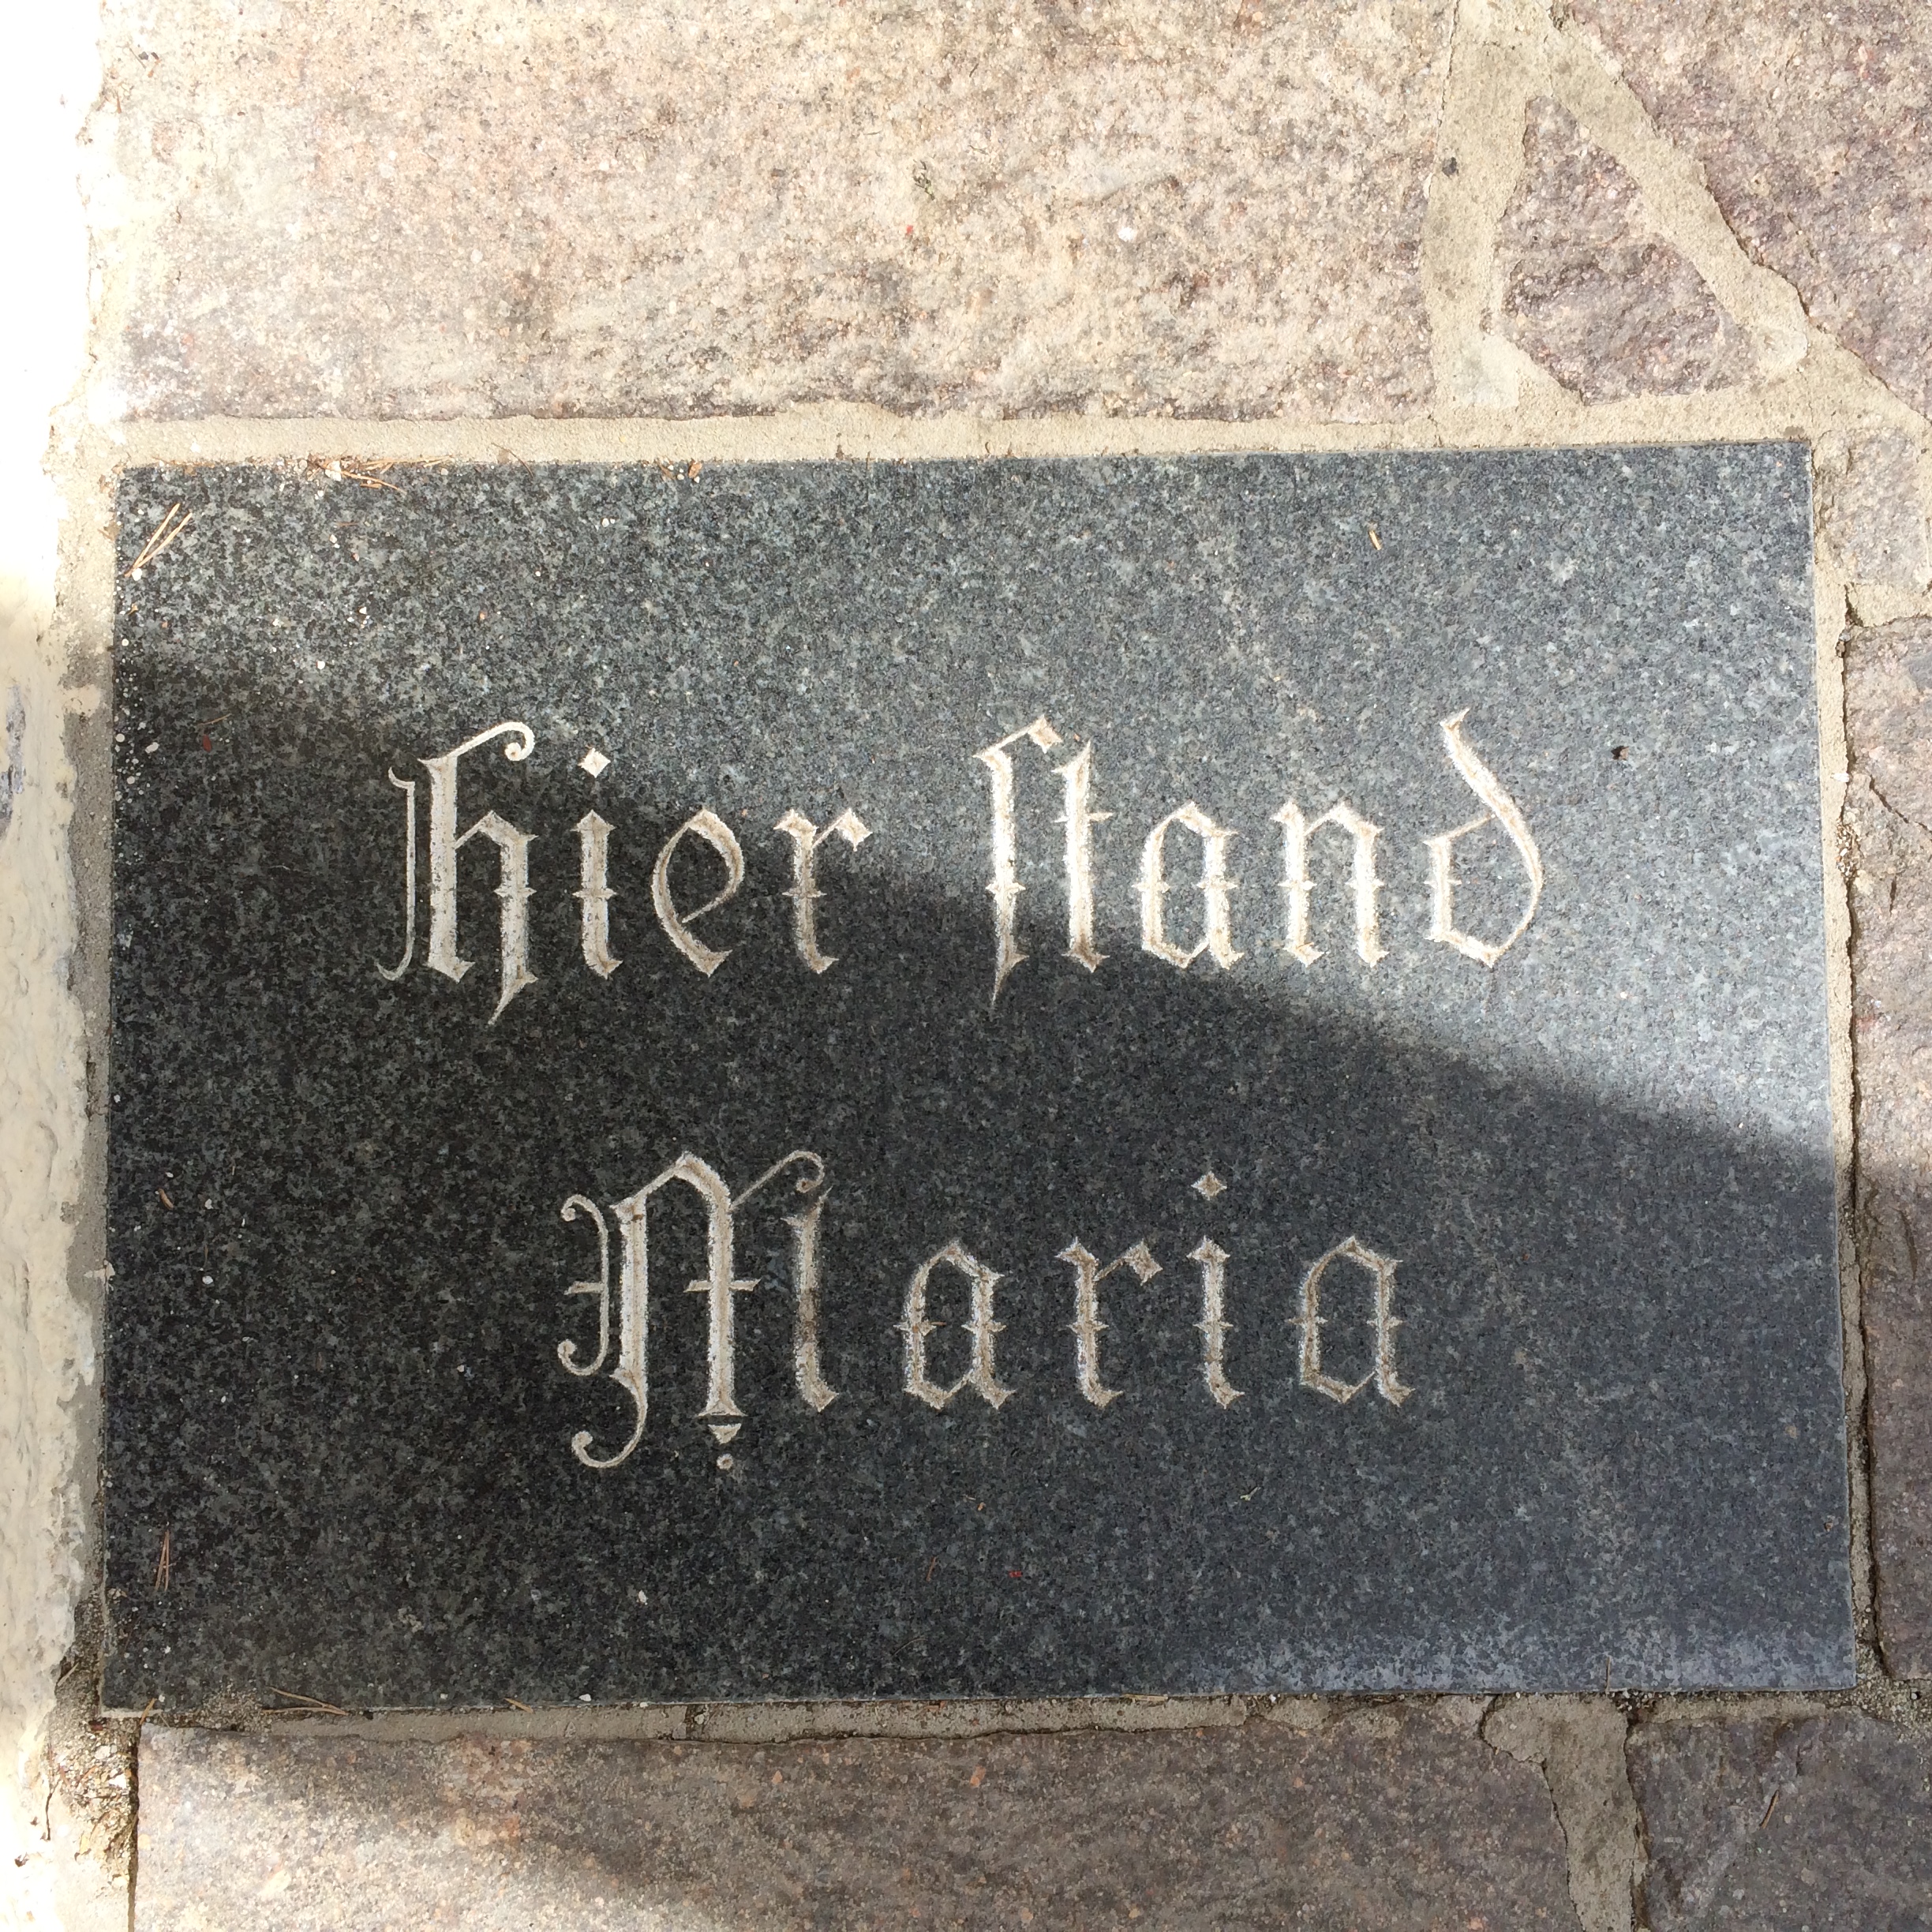 hier ſtand
Maria